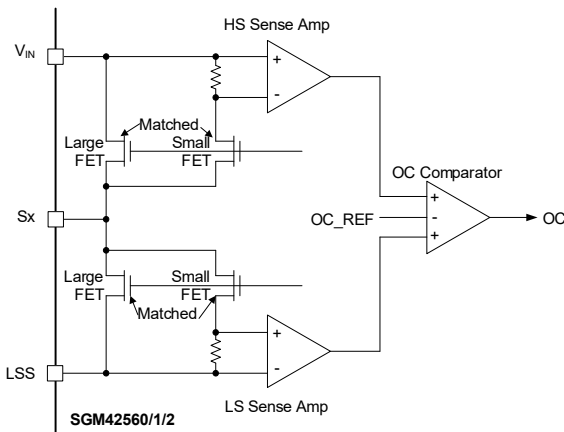 HS Sense Amp
V_IN
+
-
Matched
Large
FET
Small
FET
OC Comparator
Sx
OC_REF
+
-
+
OC
Large
FET
Small
FET
Matched
+
-
LSS
LS Sense Amp
SGM42560/1/2